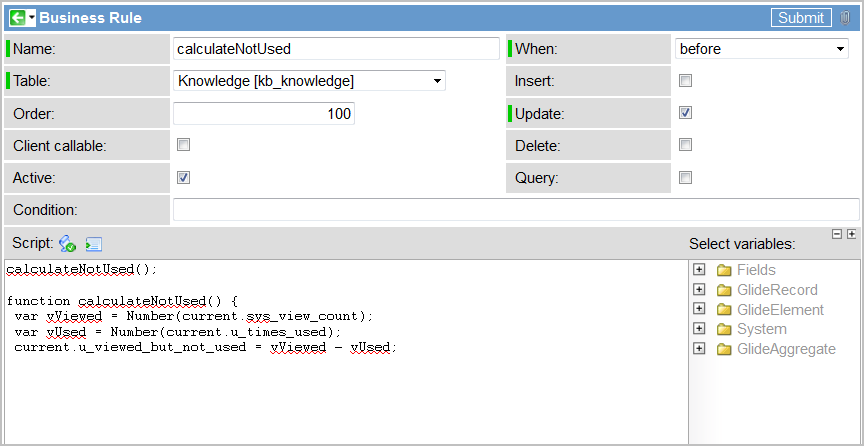 Business Rule Submit
Name: calculateNotUsed When: before
Table: Knowledge [kb_knowledge] Insert:
Order: 100 Update:
Client callable: Delete:
Active: Query:
Condition:
Script: Select variables:
calculateNotUsed();
function calculateNotUsed() {
var vViewed = Number(current.sys_view_count);
var vUsed = Number(current.u_times_used);
current.u_viewed_but_not_used = vViewed - vUsed;
Fields
GlideRecord
GlideElement
System
GlideAggregate